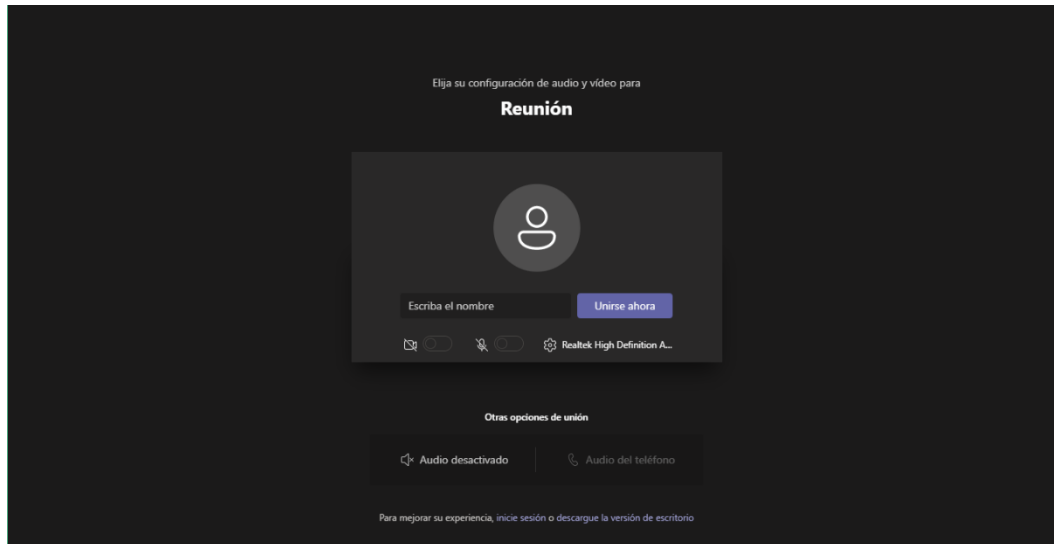 Elija su configuración de audio y vídeo para
Reunión
Escriba el nombre
Unirse ahora
Realtek High Definition A...
Otras opciones de unión
Audio desactivado
Audio del teléfono
Para mejorar su experiencia, inicie sesión o descargue la versión de escritorio